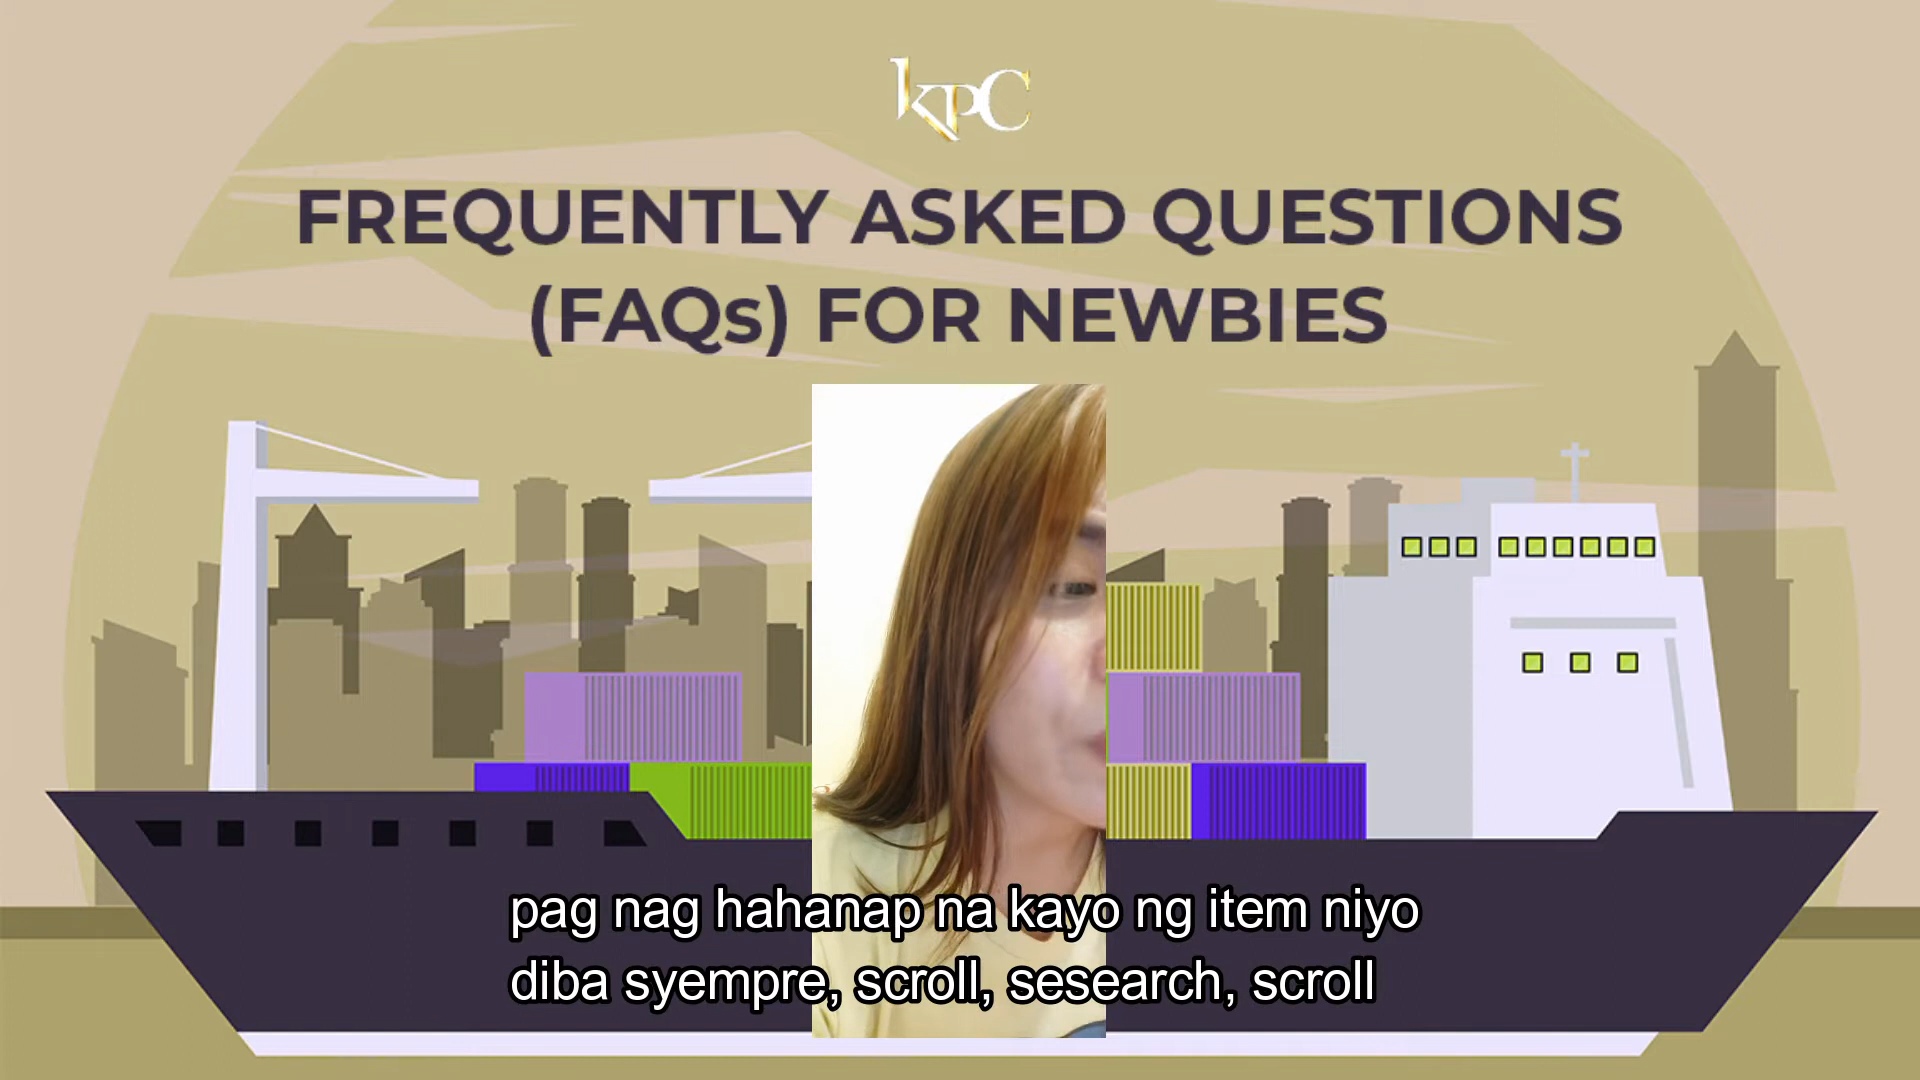 KPC
FREQUENTLY ASKED QUESTIONS
(FAQs) FOR NEWBIES
pag nag hahanap na kayo ng item niyo
diba syempre, scroll, sesearch, scroll